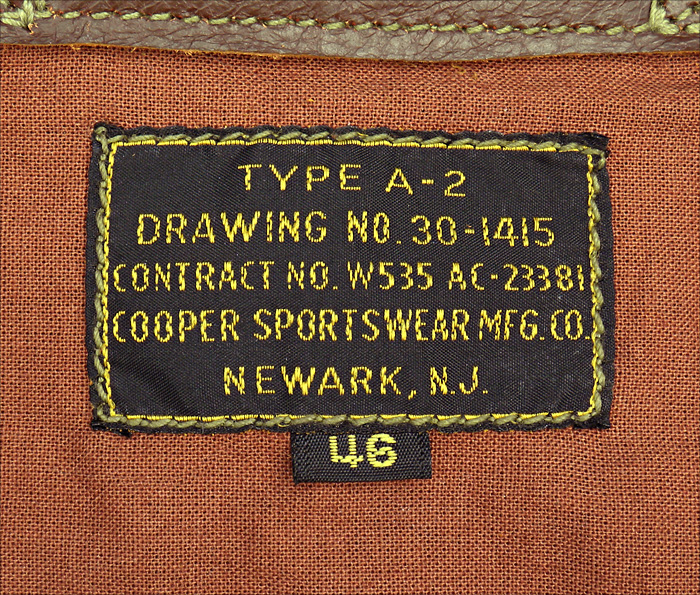 TYPE A-2
DRAWING NO. 30-1415
CONTRACT NO. W535 AC-23381
COOPER SPORTSWEAR MFG. CO.
NEWARK, N.J.
46